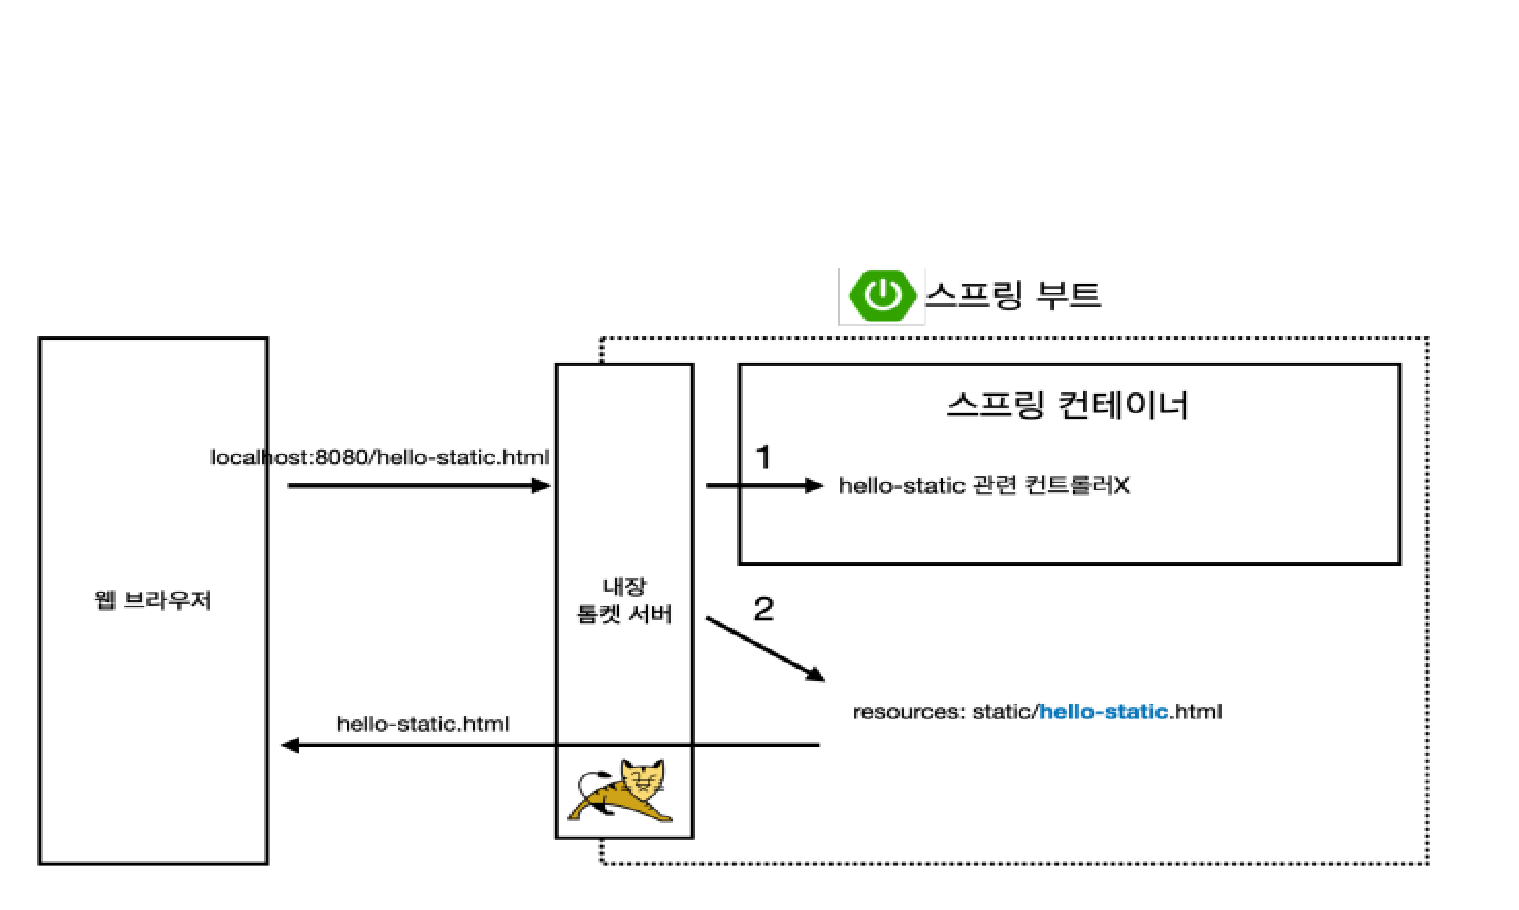 스프링 부트
스프링 컨테이너
localhost:8080/hello-static.html
1
hello-static 관련 컨트롤러X
웹 브라우저
내장
톰켓 서버
2
resources: static/hello-static.html
hello-static.html